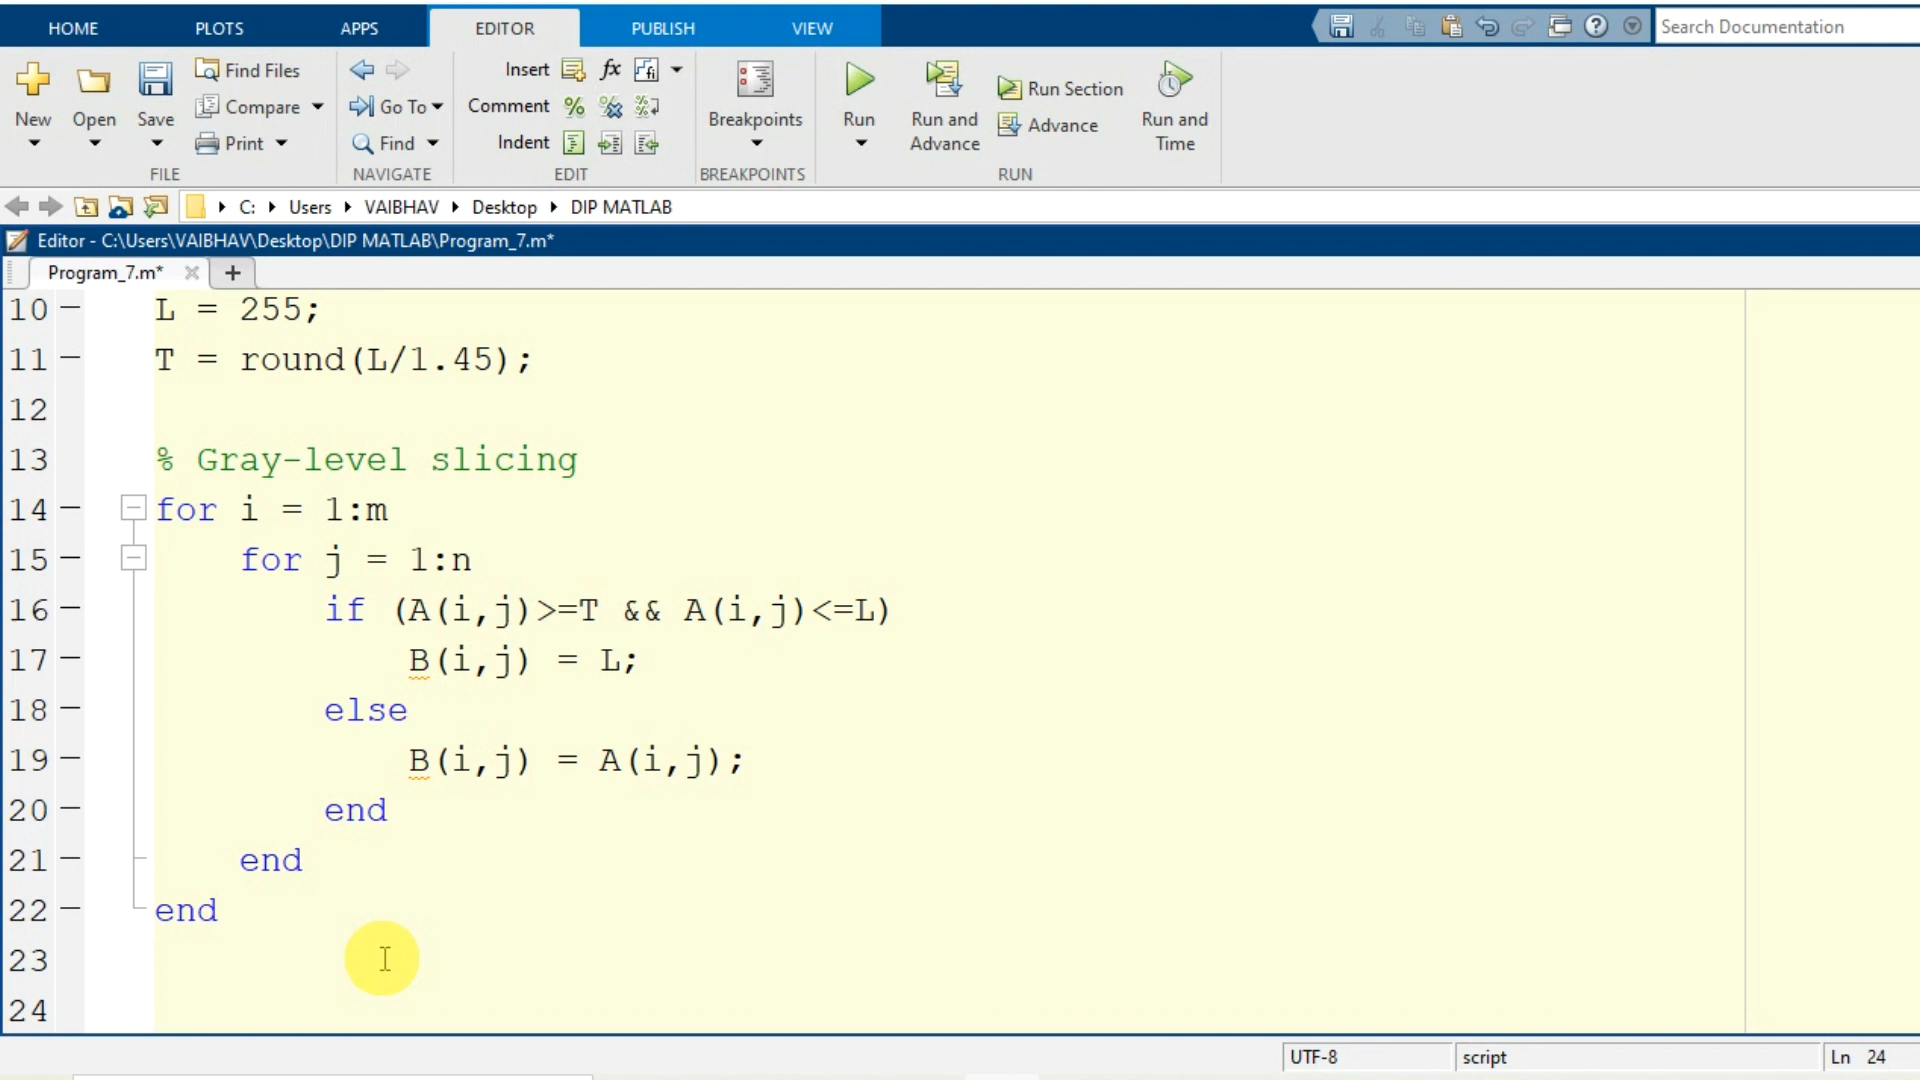 HOME PLOTS APPS EDITOR PUBLISH VIEW Search Documentation
New Open Save Find Files Compare Print Go To Find Insert fx Comment Indent Breakpoints Run Run and Advance Run Section Advance Run and Time
FILE NAVIGATE EDIT BREAKPOINTS RUN
C: Users VAIBHAV Desktop DIP MATLAB
Editor - C:\Users\VAIBHAV\Desktop\DIP MATLAB\Program_7.m*
Program_7.m*
10 L = 255;
11 T = round(L/1.45);
12
13 % Gray-level slicing
14 for i = 1:m
15 for j = 1:n
16 if (A(i,j)>=T && A(i,j)<=L)
17 B(i,j) = L;
18 else
19 B(i,j) = A(i,j);
20 end
21 end
22 end
23
24
UTF-8 script Ln 24